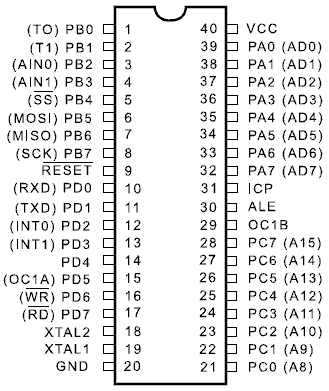 (TO) PB0 1 40 VCC
(T1) PB1 2 39 PA0 (AD0)
(AIN0) PB2 3 38 PA1 (AD1)
(AIN1) PB3 4 37 PA2 (AD2)
(SS) PB4 5 36 PA3 (AD3)
(MOSI) PB5 6 35 PA4 (AD4)
(MISO) PB6 7 34 PA5 (AD5)
(SCK) PB7 8 33 PA6 (AD6)
RESET 9 32 PA7 (AD7)
(RXD) PD0 10 31 ICP
(TXD) PD1 11 30 ALE
(INT0) PD2 12 29 OC1B
(INT1) PD3 13 28 PC7 (A15)
PD4 14 27 PC6 (A14)
(OC1A) PD5 15 26 PC5 (A13)
(WR) PD6 16 25 PC4 (A12)
(RD) PD7 17 24 PC3 (A11)
XTAL2 18 23 PC2 (A10)
XTAL1 19 22 PC1 (A9)
GND 20 21 PC0 (A8)